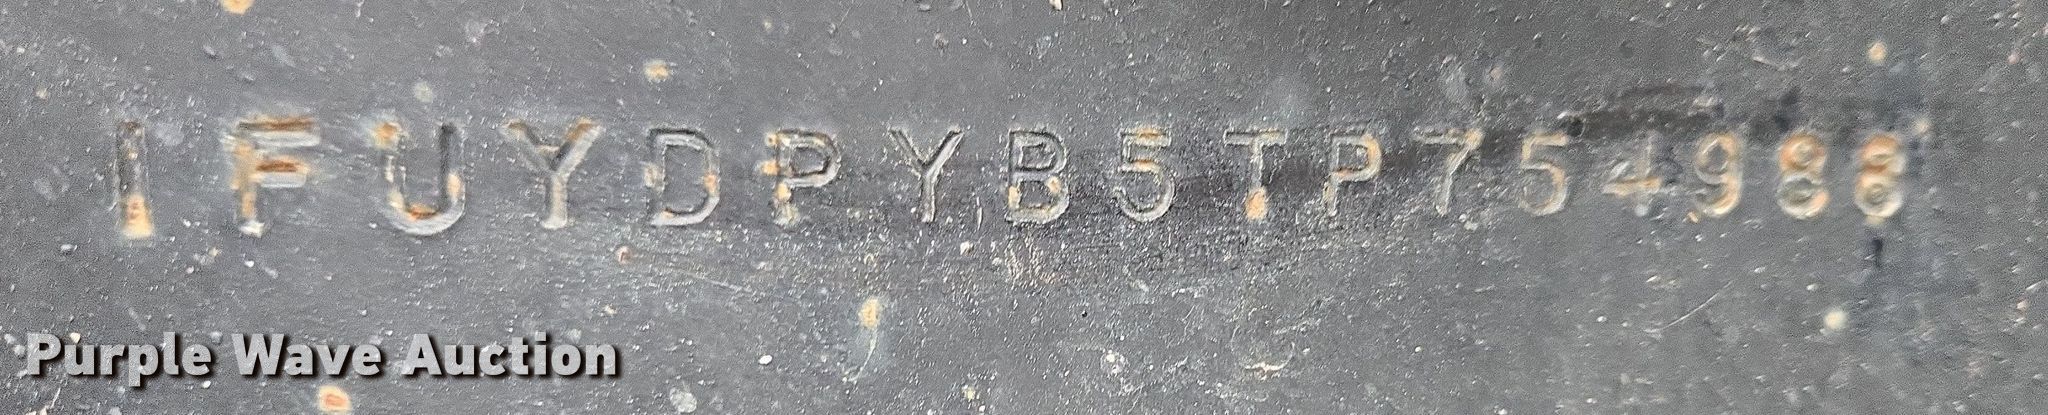 1FUYDPYB5TP754988
Purple Wave Auction